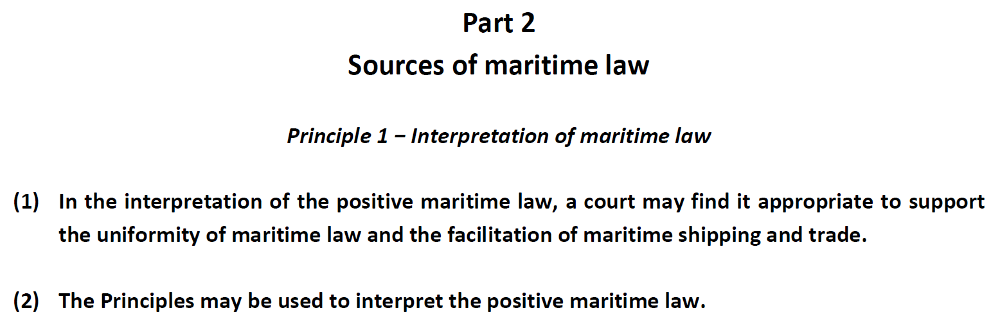 Part 2
Sources of maritime law
Principle 1 – Interpretation of maritime law
(1) In the interpretation of the positive maritime law, a court may find it appropriate to support
the uniformity of maritime law and the facilitation of maritime shipping and trade.
(2) The Principles may be used to interpret the positive maritime law.